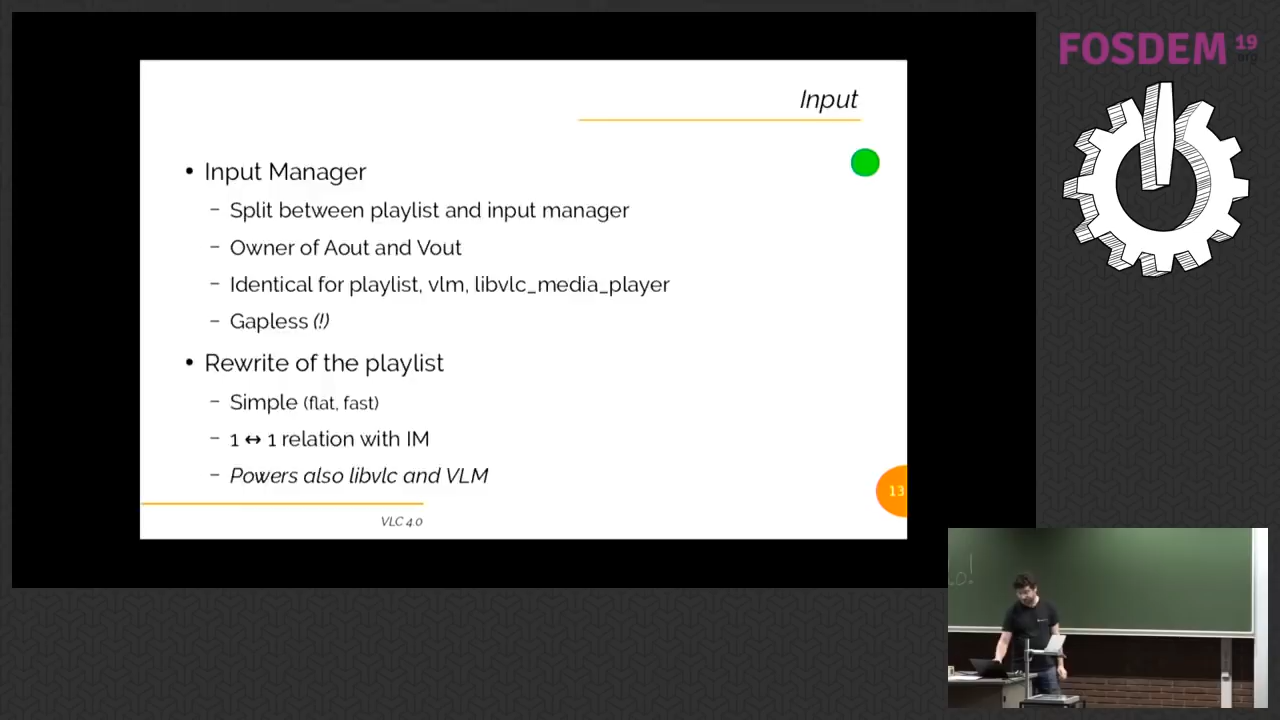 FOSDEM 19
.org
Input
• Input Manager
– Split between playlist and input manager
– Owner of Aout and Vout
– Identical for playlist, vlm, libvlc_media_player
– Gapless (!)
• Rewrite of the playlist
– Simple (flat, fast)
– 1 ↔ 1 relation with IM
– Powers also libvlc and VLM
13
VLC 4.0